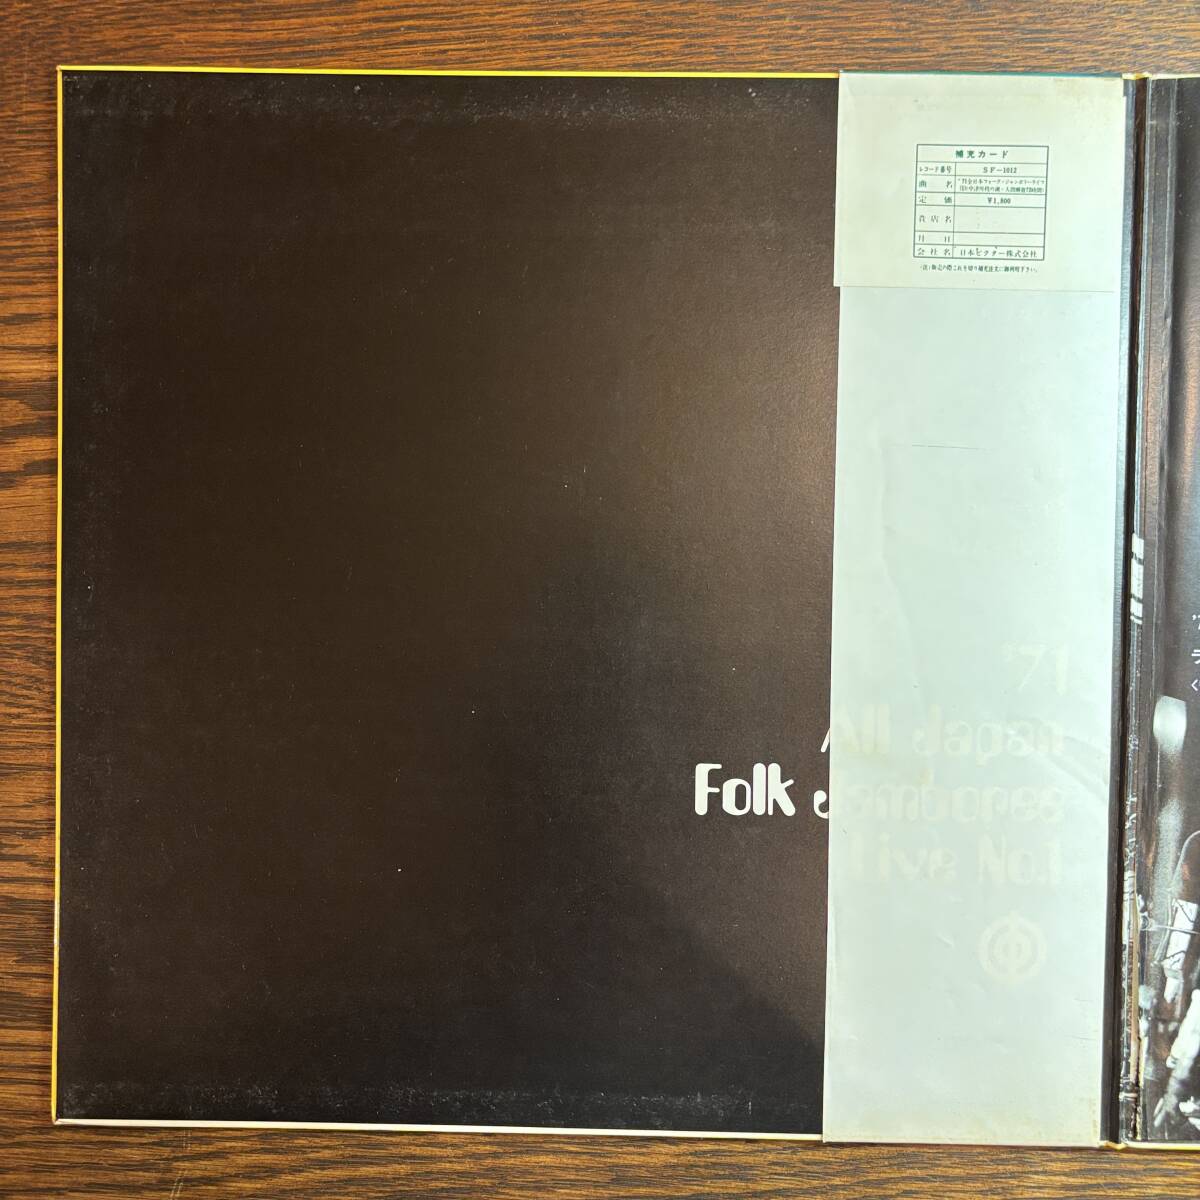 補充カード
レコード番号 SF-1012
曲名 '71全日本フォーク・ジャンボリー・ライヴ
定価 ¥1,800
貴店名
月日
会社名 日本ビクター株式会社
'71
All Japan
Folk Jamboree
Live No.1